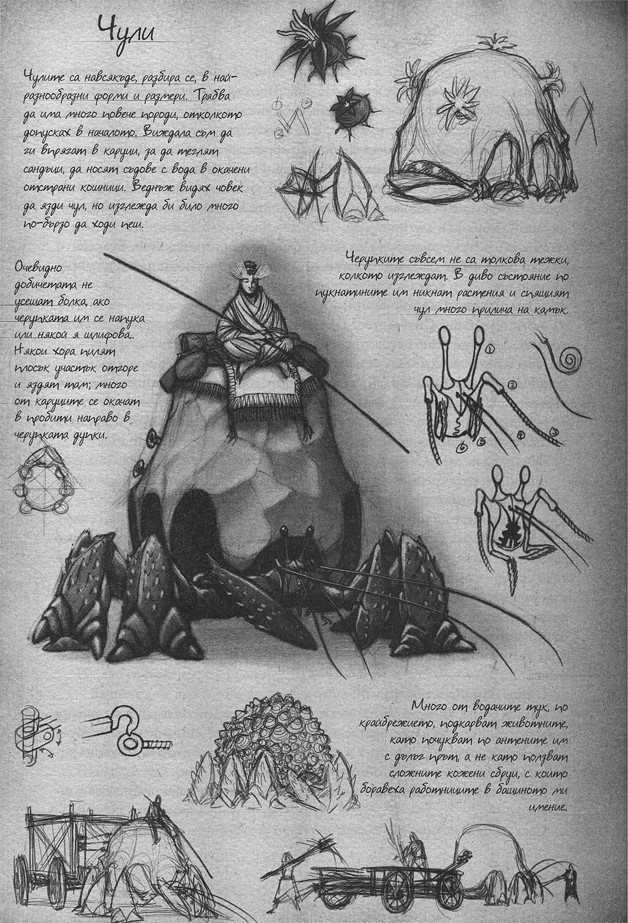 Чули
Чулите са навсякъде, разбира се, в най-
разнообразни форми и размери. Трябва
да има много повече породи, отколкото
допусках в началото. Виждала съм да
ги впрягат в каруци, за да теглят
сандъци, да носят съдове с вода в окачени
отстрани кошници. Веднъж видях човек
да язди чул, но изглежда би било много
по-бързо да ходи пеш.
Черупките съвсем не са толкова тежки,
колкото изглеждат. В диво състояние по
пукнатините им никнат растения и спящият
чул много прилича на камък.
Очевидно
добичетата не
усещат болка, ако
черупката им се напука
или някой я шлифова..
Някои хора пилят
плосък участък отгоре
и яздят там; много
от каруците се окачат
в пробити направо в
черупката дупки.
Много от водачите тук, по
крайбрежието, подкарват животните,
като почукват по антените им
с дълъг прът, а не като ползват
сложните кожени сбруи, с които
боравеха работниците в бащиното ми
имение.